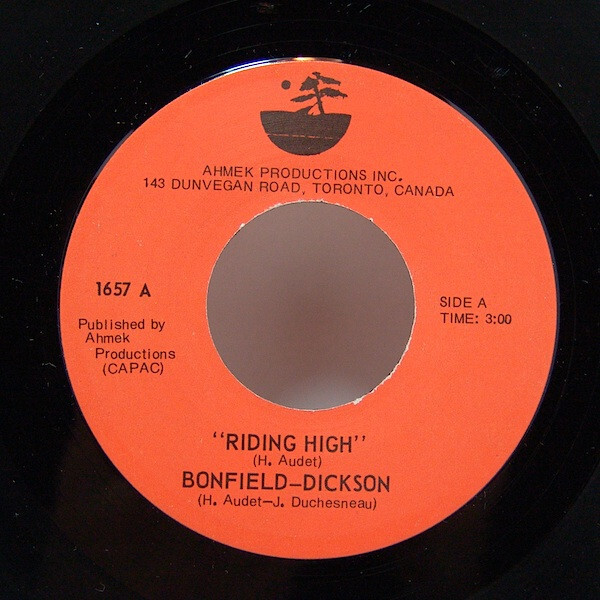 AHMEK PRODUCTIONS INC.
143 DUNVEGAN ROAD, TORONTO, CANADA
1657 A
Published by
Ahmek
Productions
(CAPAC)
SIDE A
TIME: 3:00
"RIDING HIGH"
(H. Audet)
BONFIELD—DICKSON
(H. Audet—J. Duchesneau)